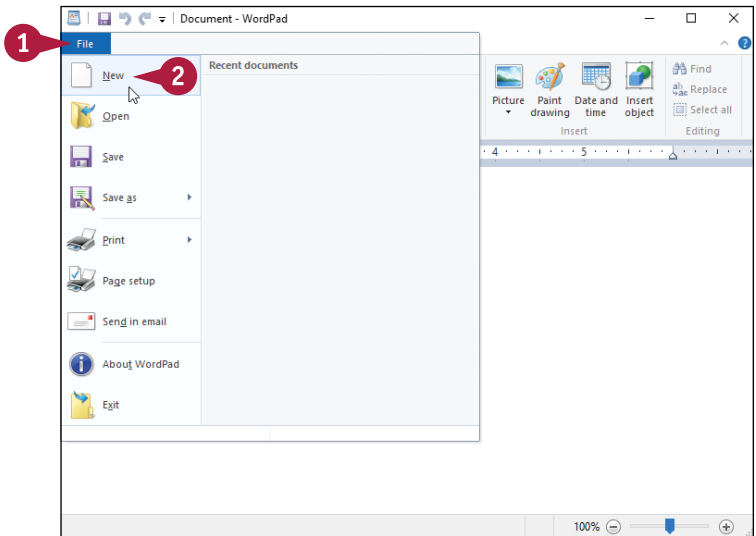 Document - WordPad
1
File
New
2
Recent documents
Open
Save
Save as
Print
Page setup
Send in email
About WordPad
Exit
Picture
Paint drawing
Date and time
Insert object
Insert
Find
Replace
Select all
Editing
4 5
100%